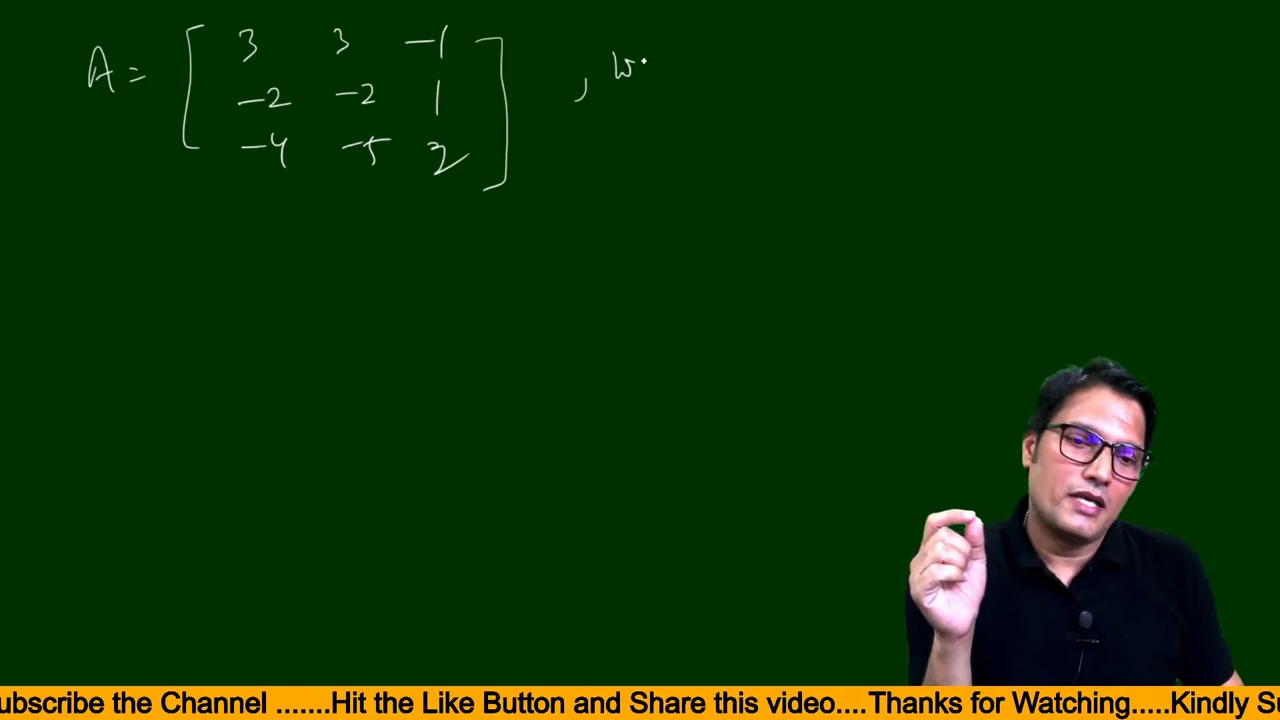 A = [ 3 3 -1 ] , w.
-2 -2 1
-4 -5 2
ubscribe the Channel .......Hit the Like Button and Share this video....Thanks for Watching.....Kindly Su